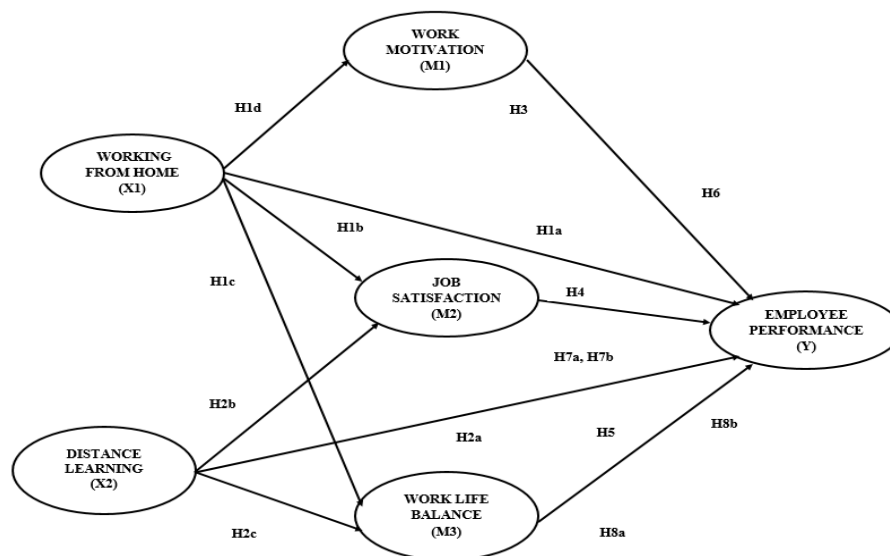 WORK
MOTIVATION
(M1)
H1d
H3
WORKING
FROM HOME
(X1)
H6
H1b
H1a
H1c
JOB
SATISFACTION
(M2)
H4
EMPLOYEE
PERFORMANCE
(Y)
H7a, H7b
H2b
H2a
H5
H8b
DISTANCE
LEARNING
(X2)
WORK LIFE
BALANCE
(M3)
H2c
H8a